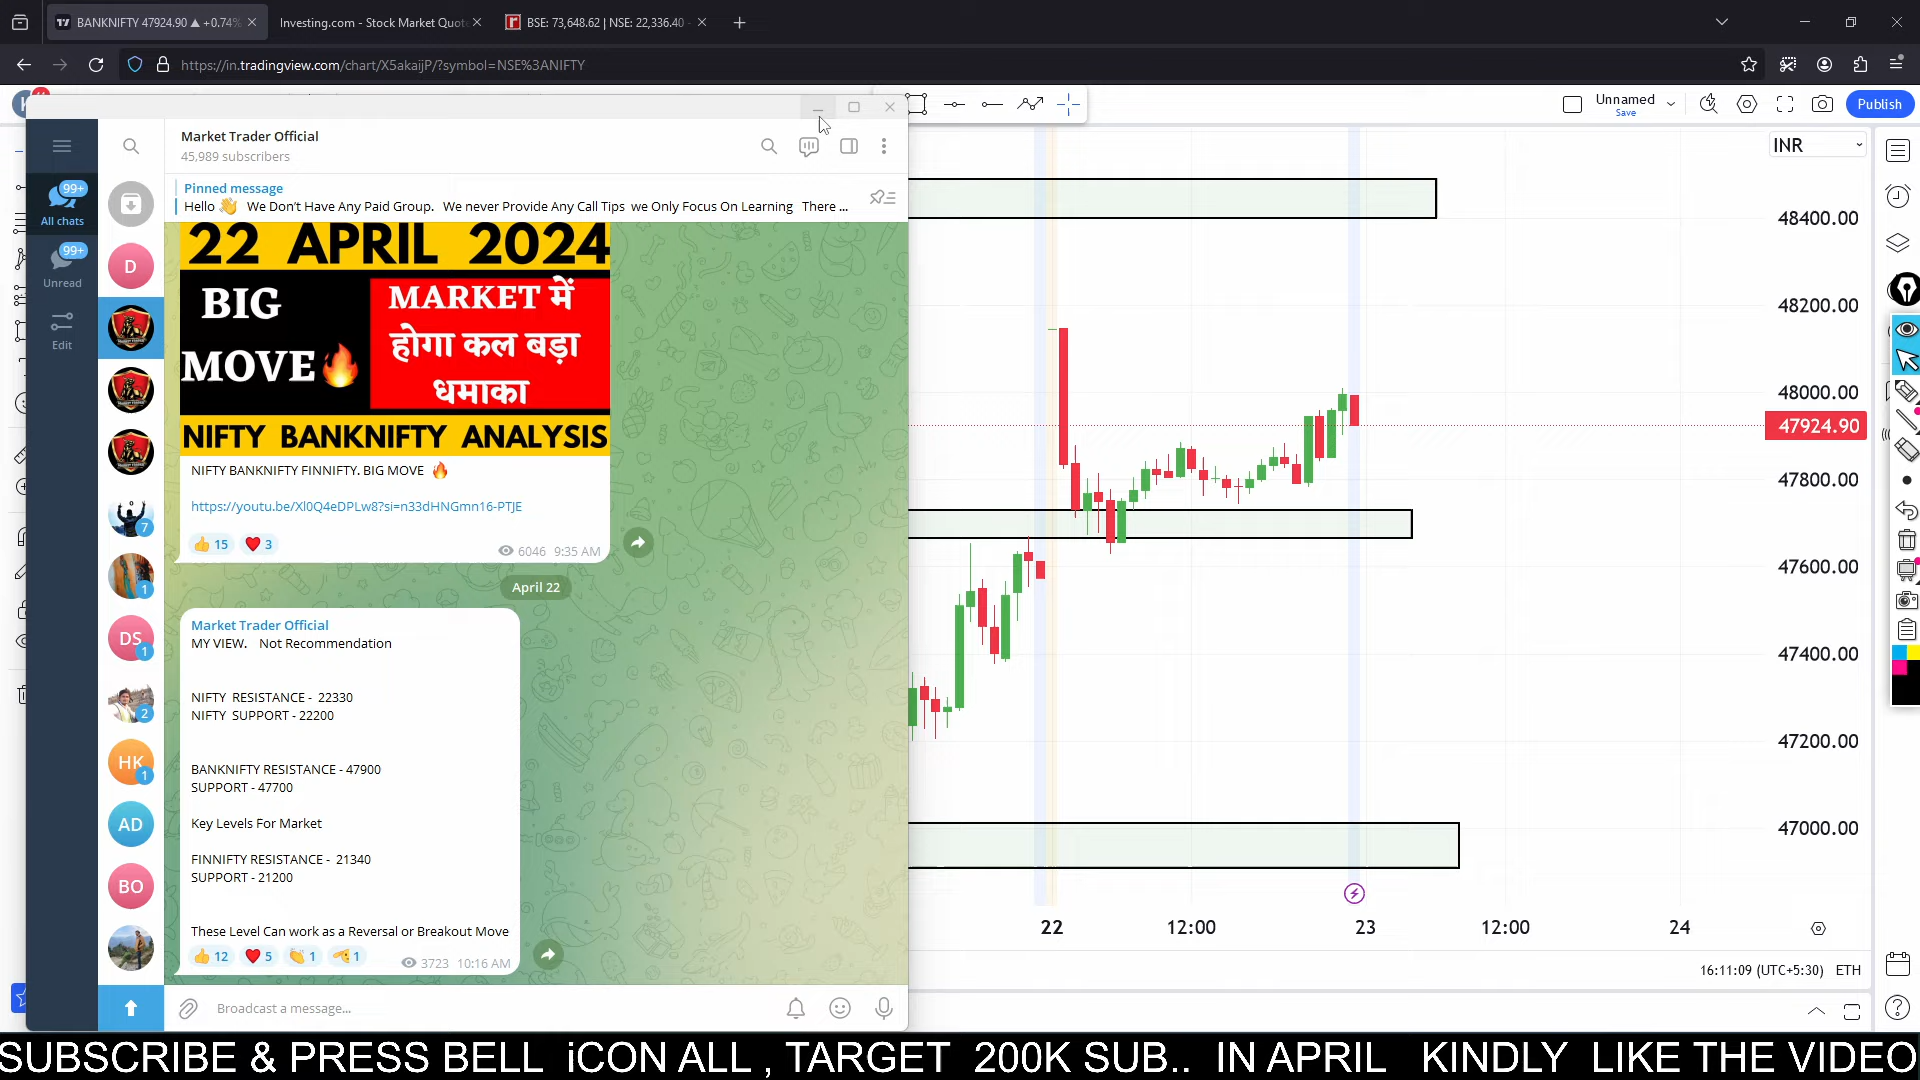 BANKNIFTY 47924.90 ▲ +0.74%
Investing.com - Stock Market Quot
BSE: 73,648.62 | NSE: 22,336.40 -
https://in.tradingview.com/chart/X5akaijP/?symbol=NSE%3ANIFTY
Unnamed
Save
Publish
INR
Market Trader Official
45,989 subscribers
Pinned message
Hello 👋 We Don't Have Any Paid Group. We never Provide Any Call Tips we Only Focus On Learning There ...
99+
All chats
99+
Unread
Edit
D
7
1
DS
1
2
HK
1
AD
BO
22 APRIL 2024
BIG
MOVE🔥
MARKET में
होगा कल बड़ा
धमाका
NIFTY BANKNIFTY ANALYSIS
NIFTY BANKNIFTY FINNIFTY. BIG MOVE 🔥
https://youtu.be/Xl0Q4eDPLw8?si=n33dHNGmn16-PTJE
👍 15 ❤ 3
6046 9:35 AM
April 22
Market Trader Official
MY VIEW. Not Recommendation
NIFTY RESISTANCE - 22330
NIFTY SUPPORT - 22200
BANKNIFTY RESISTANCE - 47900
SUPPORT - 47700
Key Levels For Market
FINNIFTY RESISTANCE - 21340
SUPPORT - 21200
These Level Can work as a Reversal or Breakout Move
👍 12 ❤ 5 👏 1 1
3723 10:16 AM
Broadcast a message...
48400.00
48200.00
48000.00
47924.90
47800.00
47600.00
47400.00
47200.00
47000.00
22 12:00 23 12:00 24
16:11:09 (UTC+5:30) ETH
SUBSCRIBE & PRESS BELL iCON ALL , TARGET 200K SUB.. IN APRIL KINDLY LIKE THE VIDEO